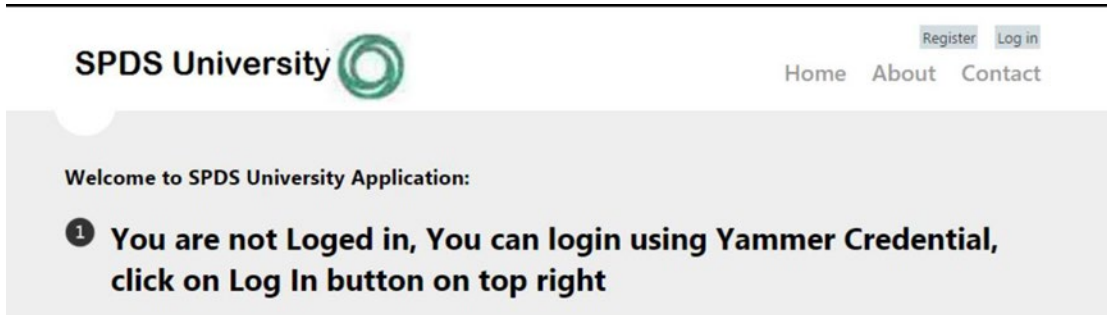 Register Log in
SPDS University
Home About Contact
Welcome to SPDS University Application:
1 You are not Loged in, You can login using Yammer Credential,
click on Log In button on top right